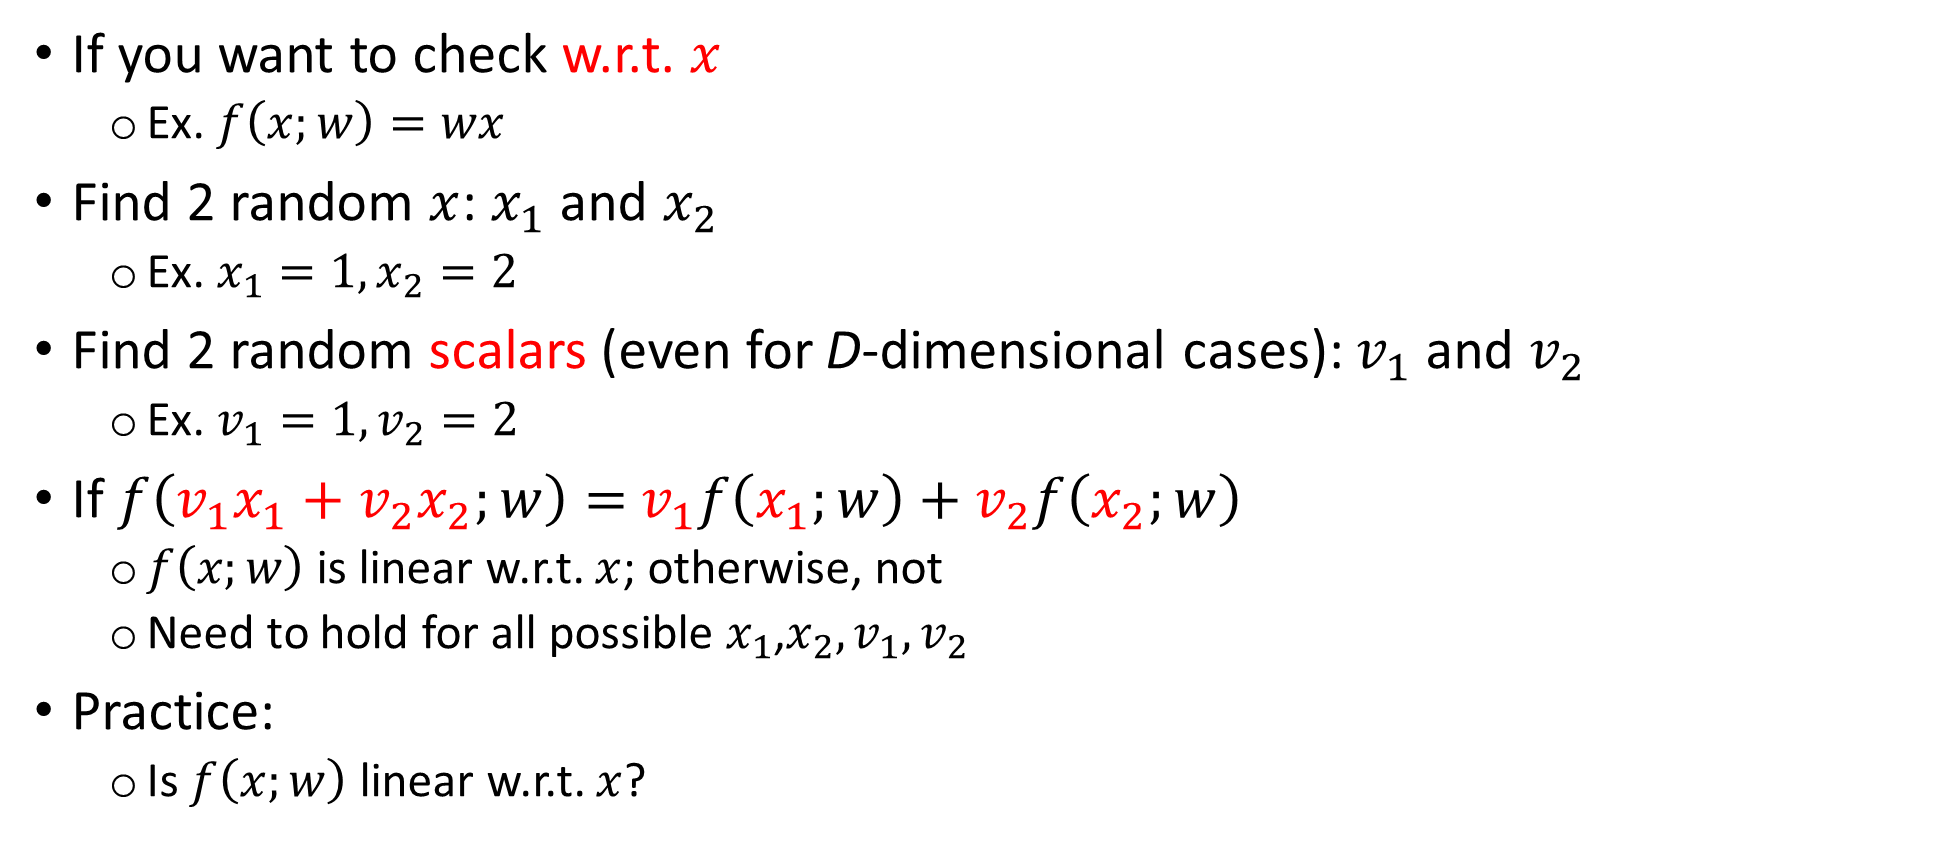 • If you want to check w.r.t. x
○ Ex. f(x; w) = wx
• Find 2 random x: x₁ and x₂
○ Ex. x₁ = 1, x₂ = 2
• Find 2 random scalars (even for D-dimensional cases): v₁ and v₂
○ Ex. v₁ = 1, v₂ = 2
• If f(v₁x₁ + v₂x₂; w) = v₁f(x₁; w) + v₂f(x₂; w)
○ f(x; w) is linear w.r.t. x; otherwise, not
○ Need to hold for all possible x₁,x₂, v₁, v₂
• Practice:
○ Is f(x; w) linear w.r.t. x?